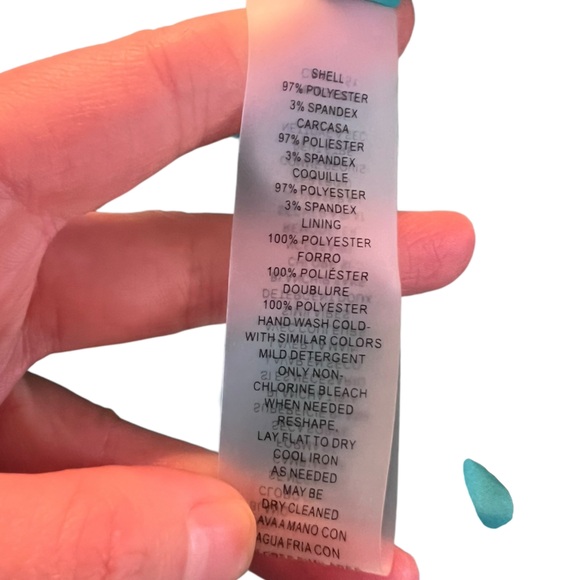 SHELL
97% POLYESTER
3% SPANDEX
CARCASA
97% POLIESTER
3% SPANDEX
COQUILLE
97% POLYESTER
3% SPANDEX
LINING
100% POLYESTER
FORRO
100% POLIÉSTER
DOUBLURE
100% POLYESTER
HAND WASH COLD-
WITH SIMILAR COLORS
MILD DETERGENT
ONLY NON-
CHLORINE BLEACH
WHEN NEEDED
RESHAPE,
LAY FLAT TO DRY
COOL IRON
AS NEEDED
MAY BE
DRY CLEANED
A MANO CON
AGUA FRIA CON